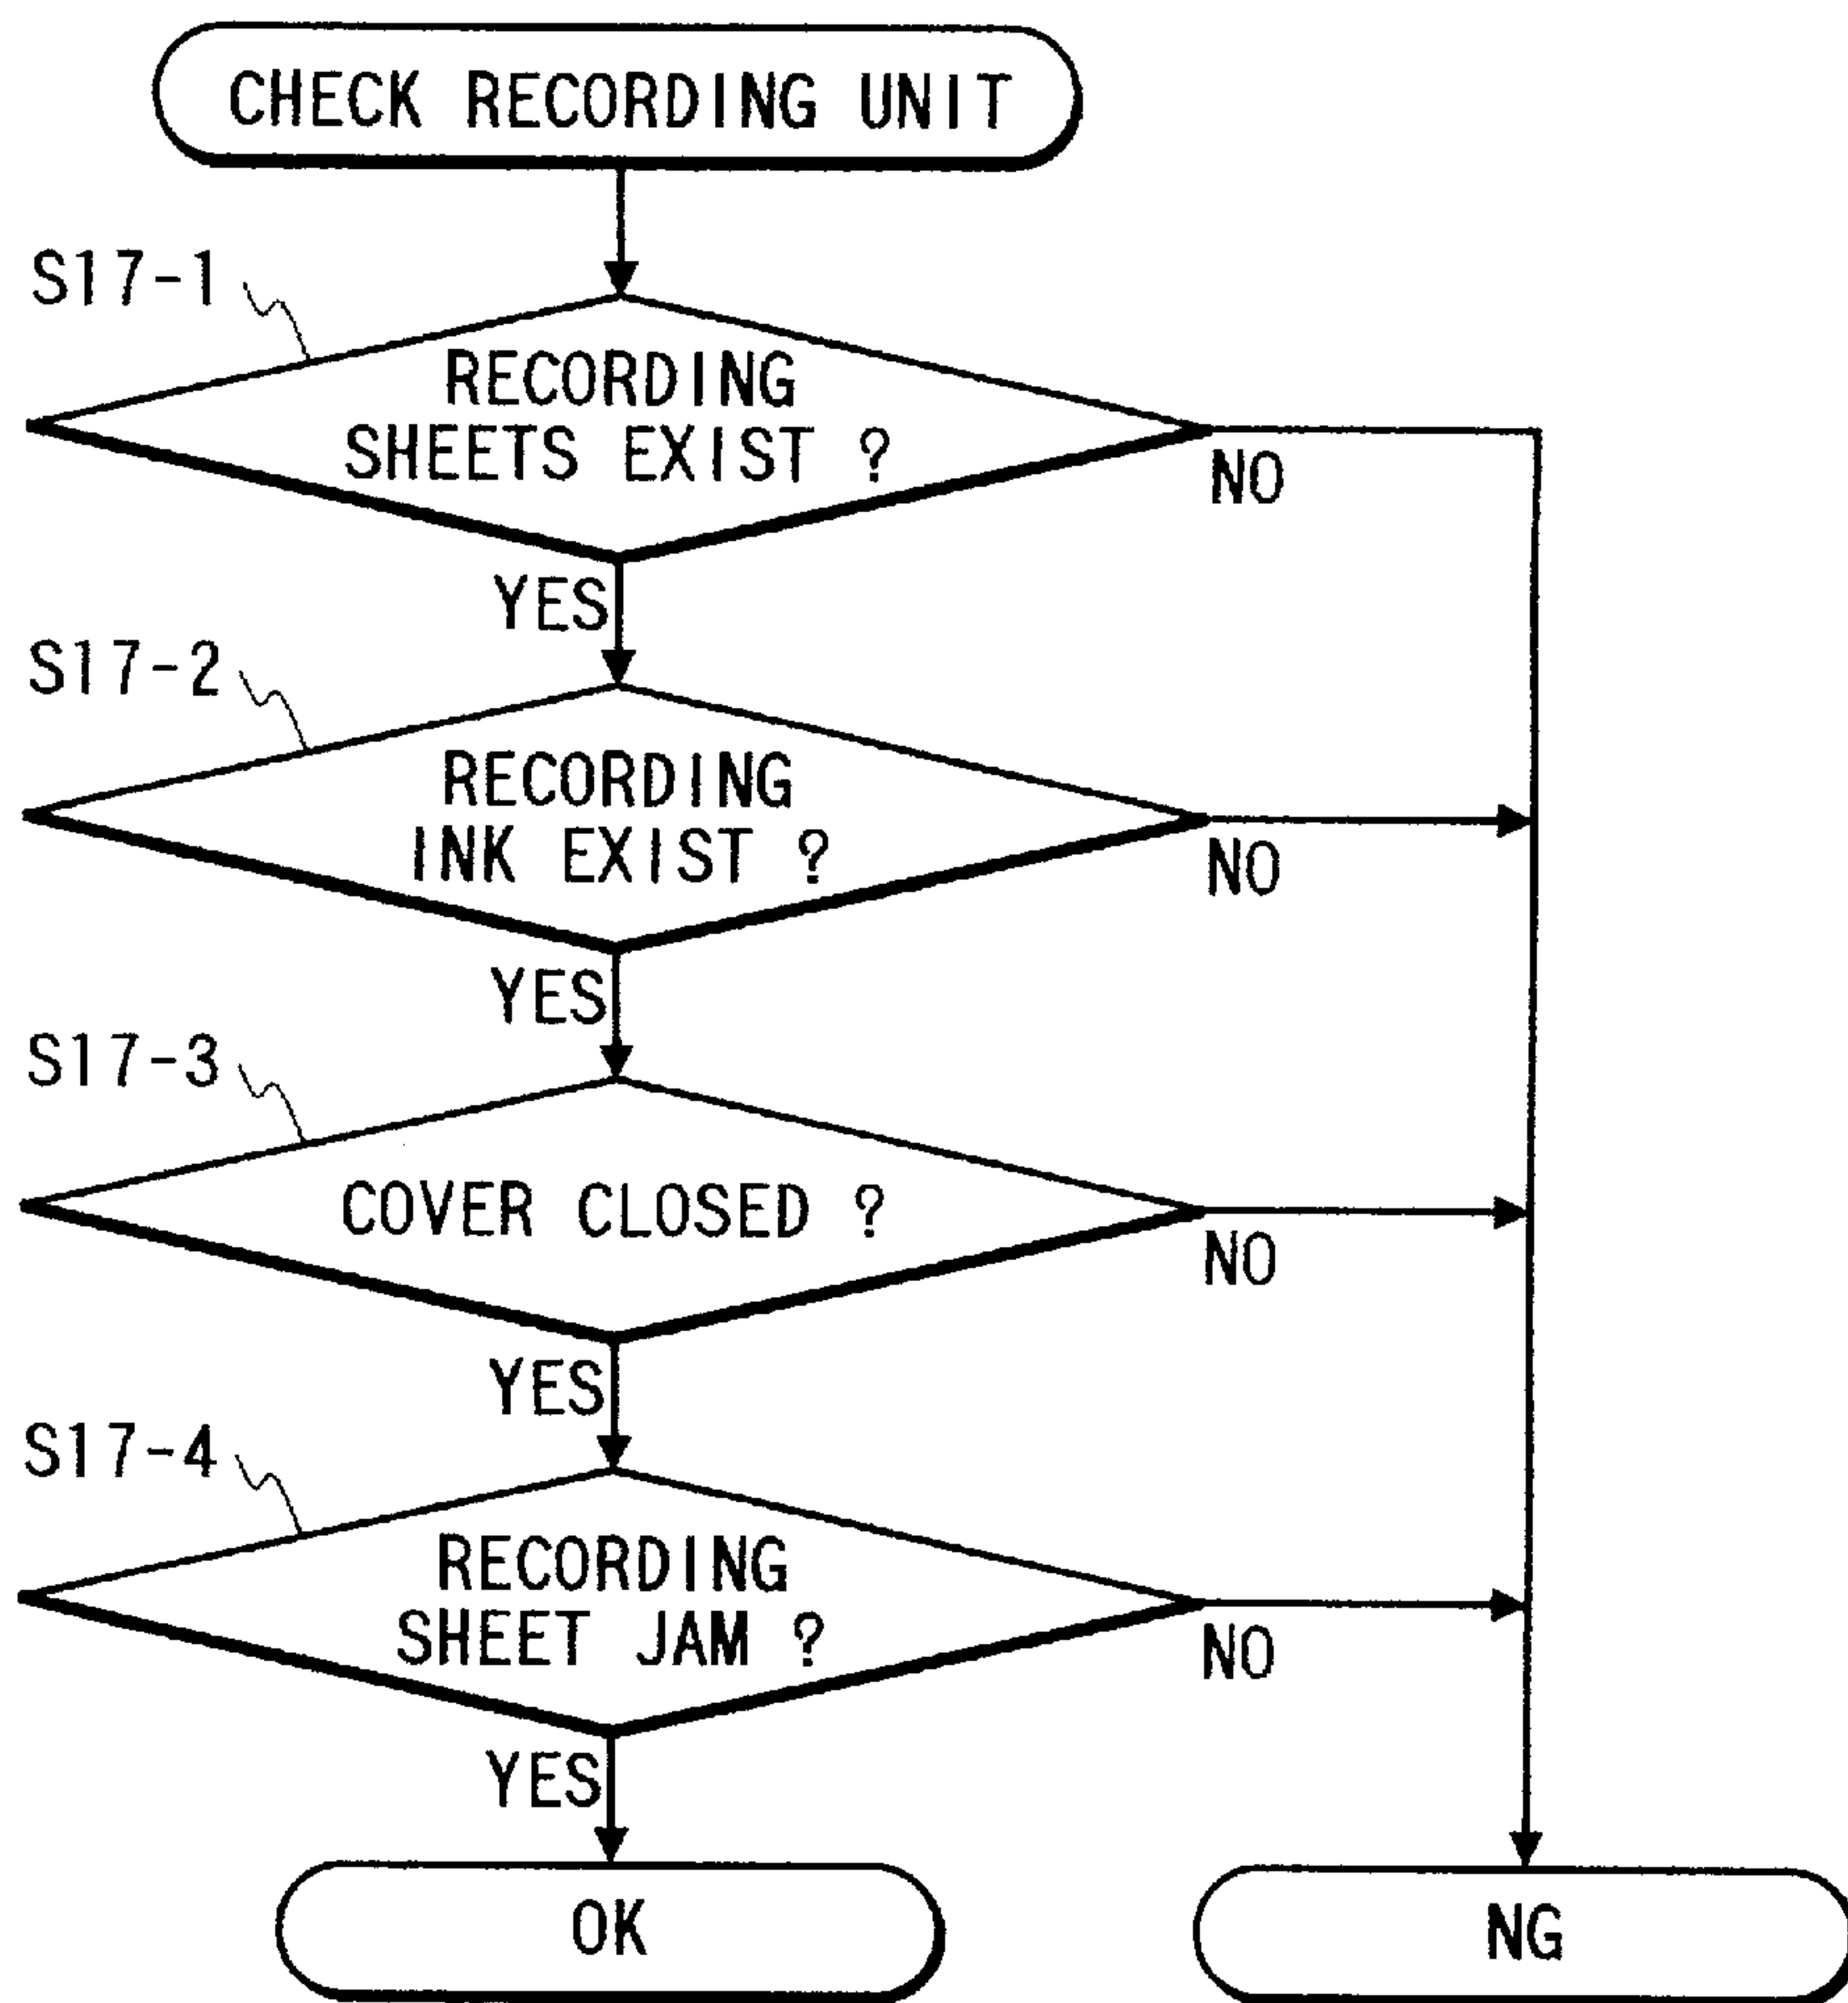 CHECK RECORDING UNIT
S17-1
RECORDING
SHEETS EXIST ?
NO
YES
S17-2
RECORDING
INK EXIST ?
NO
YES
S17-3
COVER CLOSED ?
NO
YES
S17-4
RECORDING
SHEET JAM ?
NO
YES
OK
NG